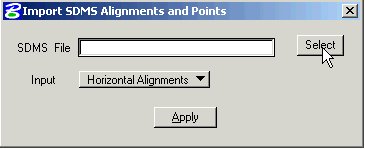 Import SDMS Alignments and Points
SDMS File
Select
Input
Horizontal Alignments
Apply